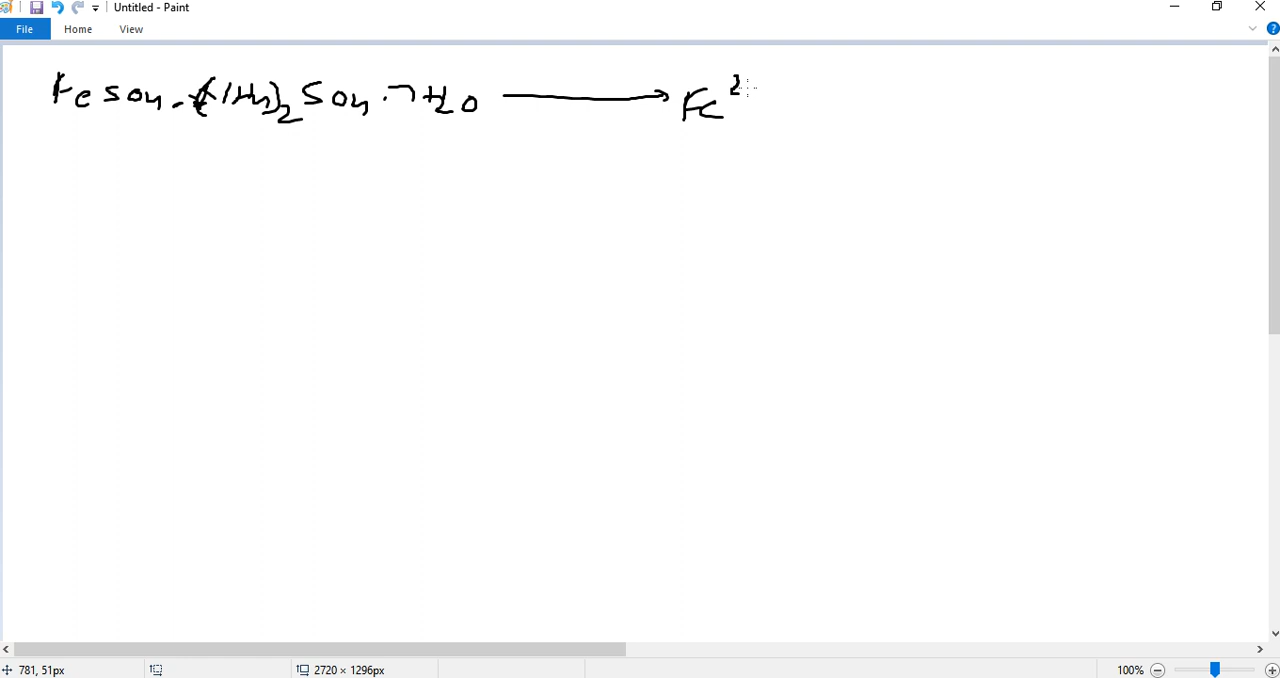 Untitled - Paint
File Home View
FeSO4.(NH4)2SO4.7H2O → Fe2
781, 51px 2720 × 1296px 100%